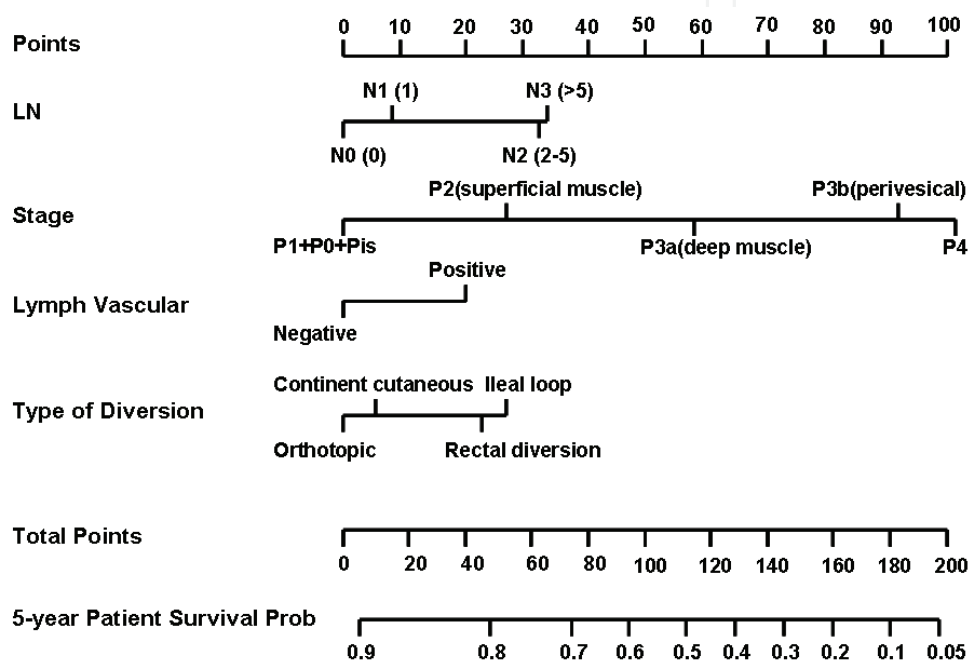 Points
0 10 20 30 40 50 60 70 80 90 100
LN
N1 (1) N3 (>5)
N0 (0) N2 (2-5)
Stage
P2(superficial muscle) P3b(perivesical)
P1+P0+Pis P3a(deep muscle) P4
Lymph Vascular
Positive
Negative
Type of Diversion
Continent cutaneous Ileal loop
Orthotopic Rectal diversion
Total Points
0 20 40 60 80 100 120 140 160 180 200
5-year Patient Survival Prob
0.9 0.8 0.7 0.6 0.5 0.4 0.3 0.2 0.1 0.05